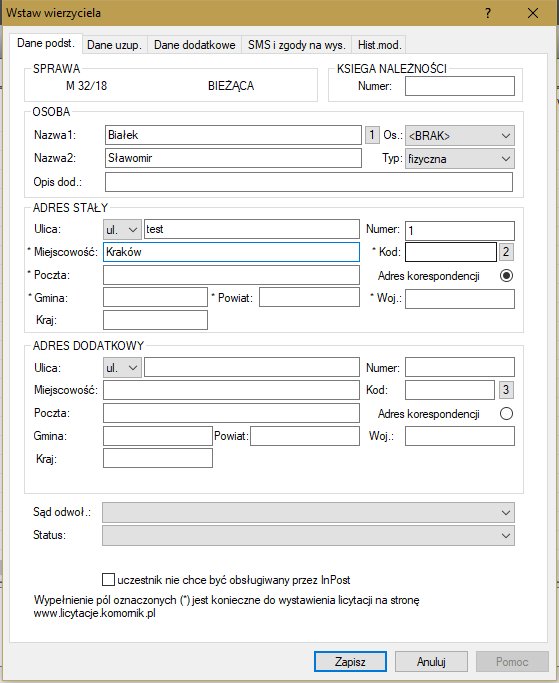 Wstaw wierzyciela ?
Dane podst. Dane uzup. Dane dodatkowe SMS i zgody na wys. Hist.mod.
SPRAWA KSIĘGA NALEŻNOŚCI
M 32/18 BIEŻĄCA Numer:
OSOBA
Nazwa1: Białek 1 Os.: <BRAK>
Nazwa2: Sławomir Typ: fizyczna
Opis dod.:
ADRES STAŁY
Ulica: ul. test Numer: 1
* Miejscowość: Kraków * Kod: 2
* Poczta: Adres korespondencji
* Gmina: * Powiat: * Woj.:
Kraj:
ADRES DODATKOWY
Ulica: ul. Numer:
Miejscowość: Kod: 3
Poczta: Adres korespondencji
Gmina: Powiat: Woj.:
Kraj:
Sąd odwoł.:
Status:
uczestnik nie chce być obsługiwany przez InPost
Wypełnienie pól oznaczonych (*) jest konieczne do wystawienia licytacji na stronę
www.licytacje.komornik.pl
Zapisz Anuluj Pomoc